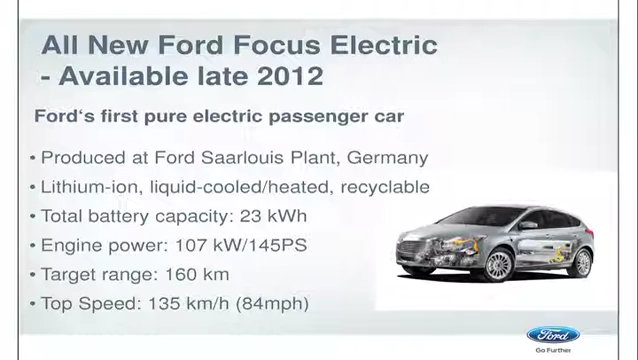 All New Ford Focus Electric
- Available late 2012
Ford's first pure electric passenger car
• Produced at Ford Saarlouis Plant, Germany
• Lithium-ion, liquid-cooled/heated, recyclable
• Total battery capacity: 23 kWh
• Engine power: 107 kW/145PS
• Target range: 160 km
• Top Speed: 135 km/h (84mph)
Ford
Go Further